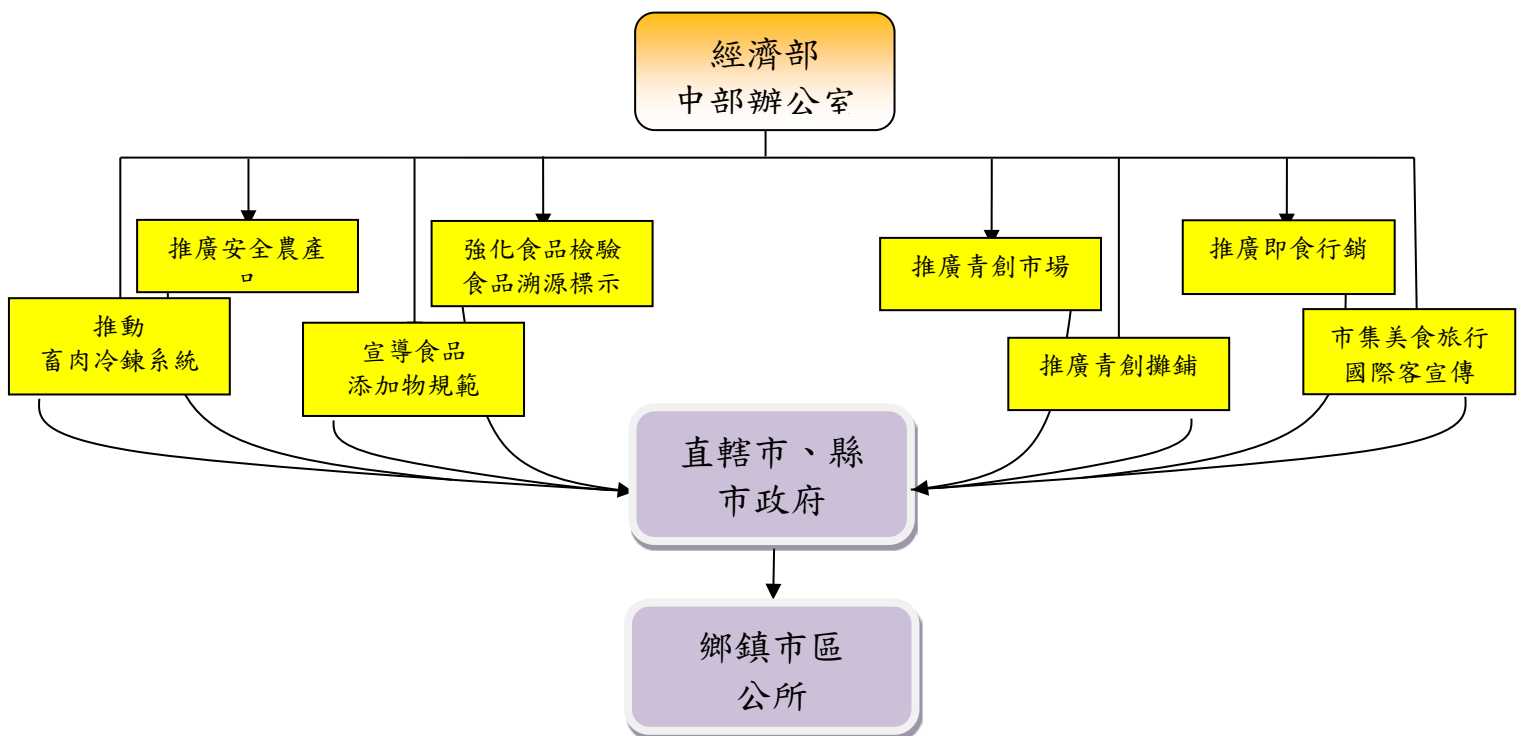 經濟部
中部辦公室
推廣安全農產
品
強化食品檢驗
食品溯源標示
推廣青創市場
推廣即食行銷
推動
畜肉冷鍊系統
宣導食品
添加物規範
推廣青創攤鋪
市集美食旅行
國際客宣傳
直轄市、縣
市政府
鄉鎮市區
公所